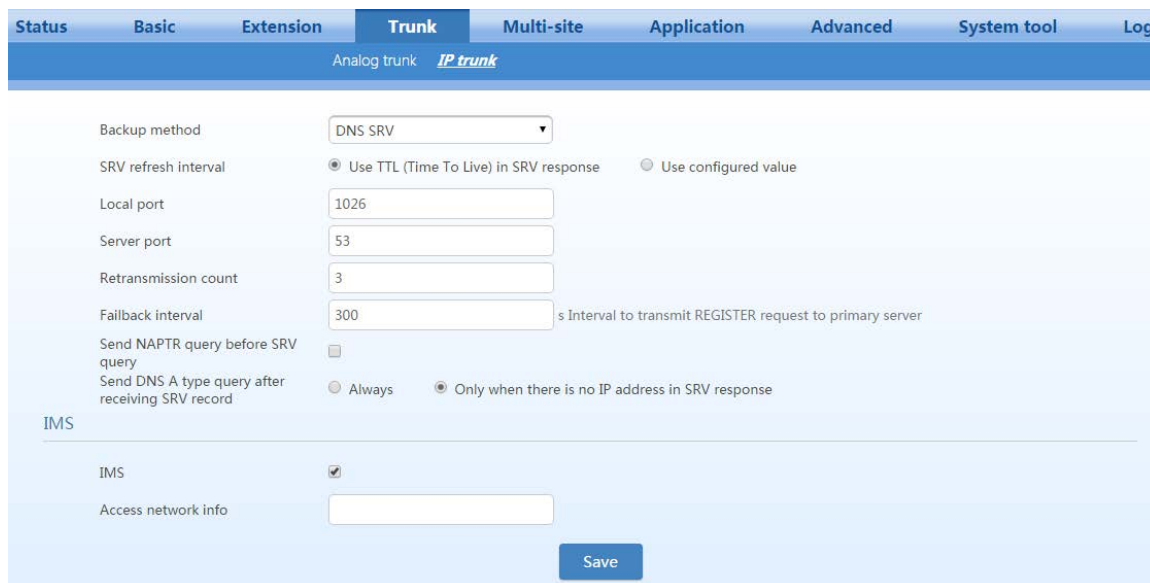 Status Basic Extension Trunk Multi-site Application Advanced System tool Log
Analog trunk IP trunk
Backup method DNS SRV
SRV refresh interval Use TTL (Time To Live) in SRV response Use configured value
Local port 1026
Server port 53
Retransmission count 3
Failback interval 300 s Interval to transmit REGISTER request to primary server
Send NAPTR query before SRV
query
Send DNS A type query after
receiving SRV record Always Only when there is no IP address in SRV response
IMS
IMS
Access network info
Save